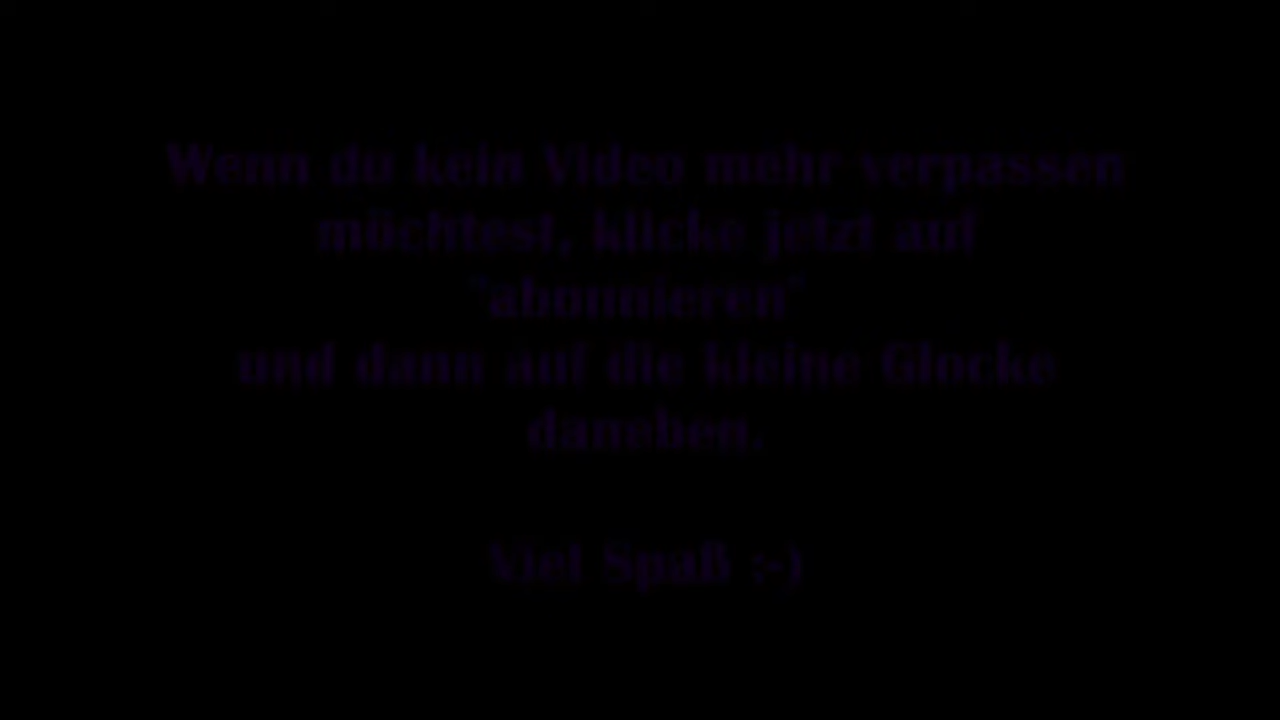 Wenn du kein Video mehr verpassen
möchtest, klicke jetzt auf
"abonnieren"
und dann auf die kleine Glocke
daneben.
Viel Spaß :-)